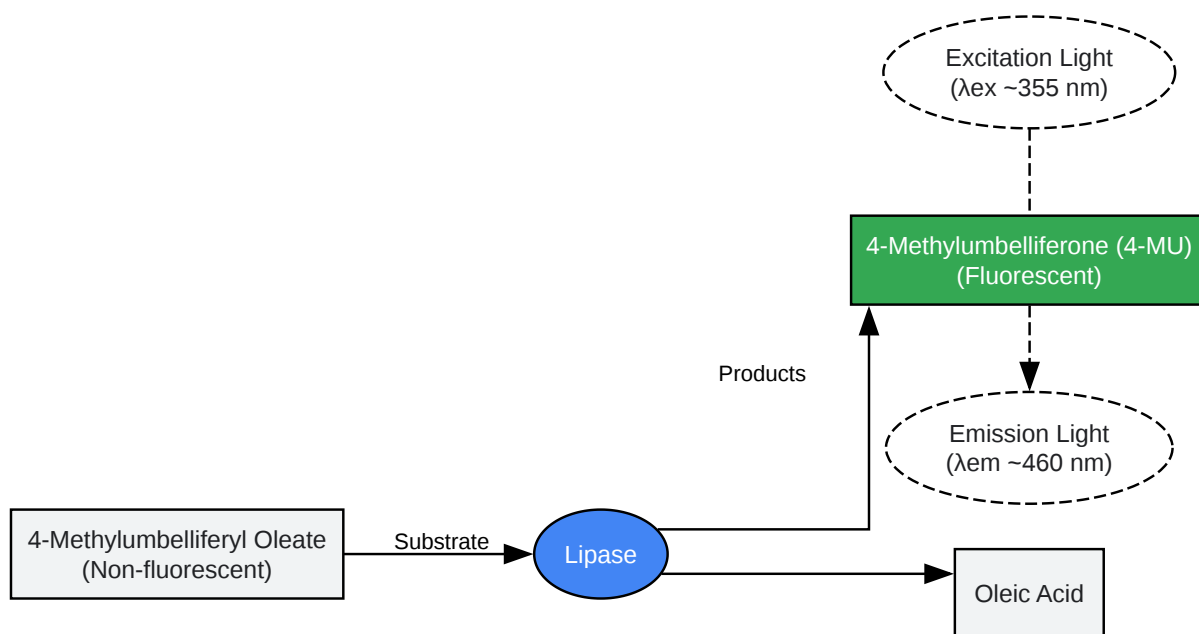 Excitation Light
(λex ~355 nm)
4-Methylumbelliferone (4-MU)
(Fluorescent)
Products
Emission Light
(λem ~460 nm)
4-Methylumbelliferyl Oleate
(Non-fluorescent)
Substrate
Lipase
Oleic Acid